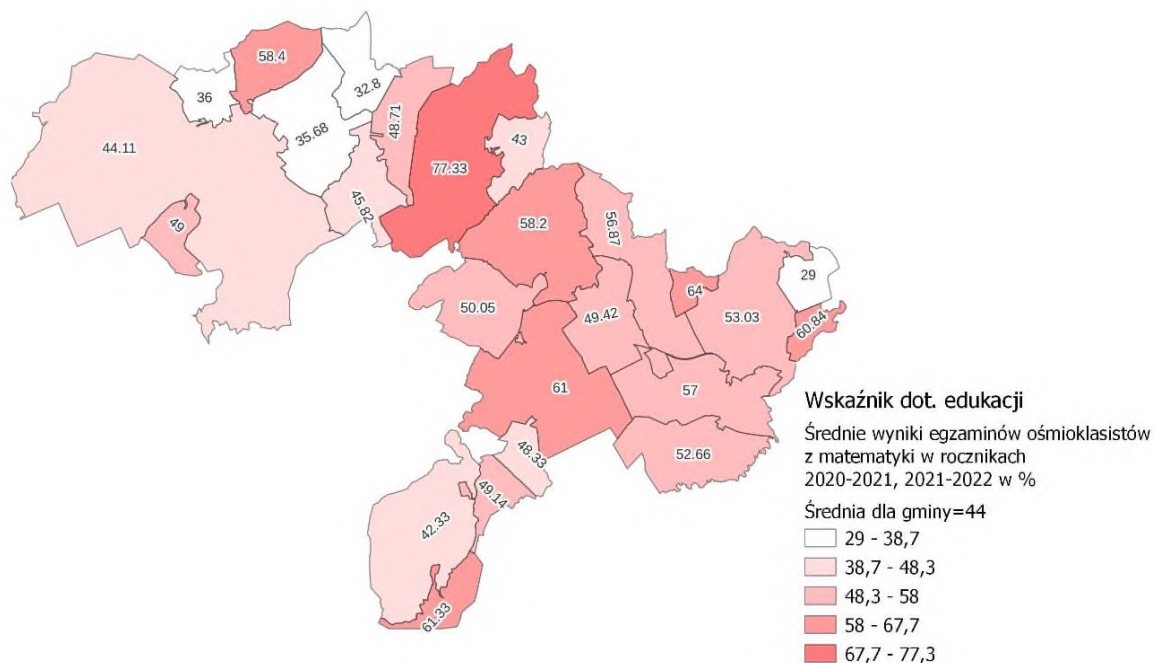 58.4
32.8
36
48.71
35.68
43
44.11
77.33
45.82
49
58.2
56.87
29
64
50.05
49.42
53.03
60.84
61
57
48.33
52.66
49.14
42.33
61.33
Wskaźnik dot. edukacji
Średnie wyniki egzaminów ośmioklasistów
z matematyki w rocznikach
2020-2021, 2021-2022 w %
Średnia dla gminy=44
29 - 38,7
38,7 - 48,3
48,3 - 58
58 - 67,7
67,7 - 77,3